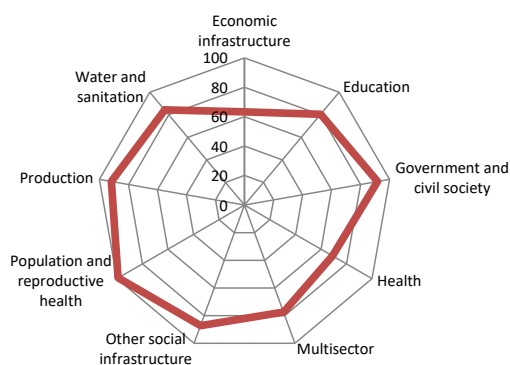 Economic
infrastructure
100
80
60
40
20
0
Education
Government and
civil society
Health
Multisector
Other social
infrastructure
Population and
reproductive
health
Production
Water and
sanitation